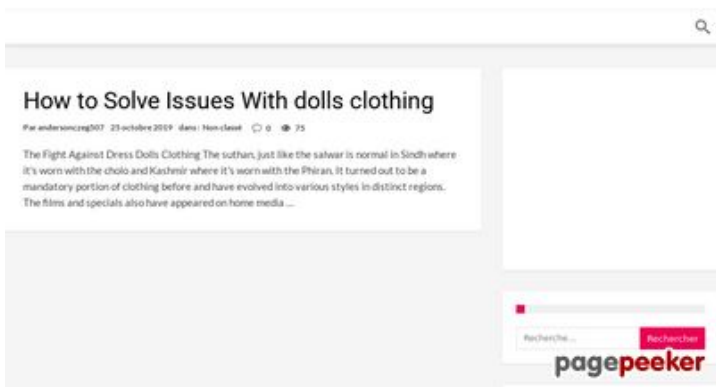 How to Solve Issues With dolls clothing
Par andersonczeg507 23 octobre 2019 dans : Non classé 0 75
The Fight Against Dress Dolls Clothing The suthan, just like the salwar is normal in Sindh where
it's worn with the cholo and Kashmir where it's worn with the Phiran. It turned out to be a
mandatory portion of clothing before and have evolved into various styles in distinct regions.
The films and specials also have appeared on home media ...
Recherche ...
Rechercher
pagepeeker